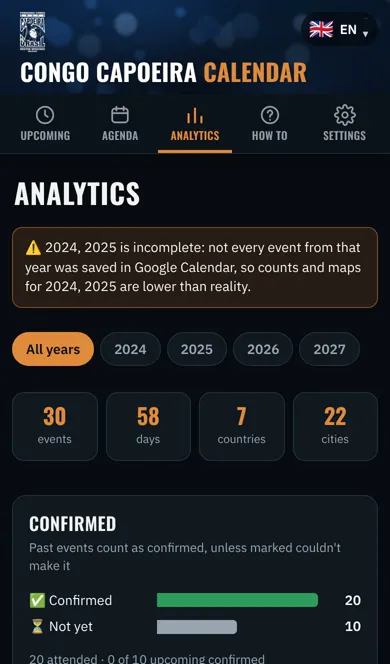 EN
CONGO CAPOEIRA CALENDAR
UPCOMING
AGENDA
ANALYTICS
HOW TO
SETTINGS
ANALYTICS
⚠️ 2024, 2025 is incomplete: not every event from that
year was saved in Google Calendar, so counts and maps
for 2024, 2025 are lower than reality.
All years
2024
2025
2026
2027
30
events
58
days
7
countries
22
cities
CONFIRMED
Past events count as confirmed, unless marked couldn't
make it
✅ Confirmed 20
⏳ Not yet 10
20 attended · 0 of 10 upcoming confirmed